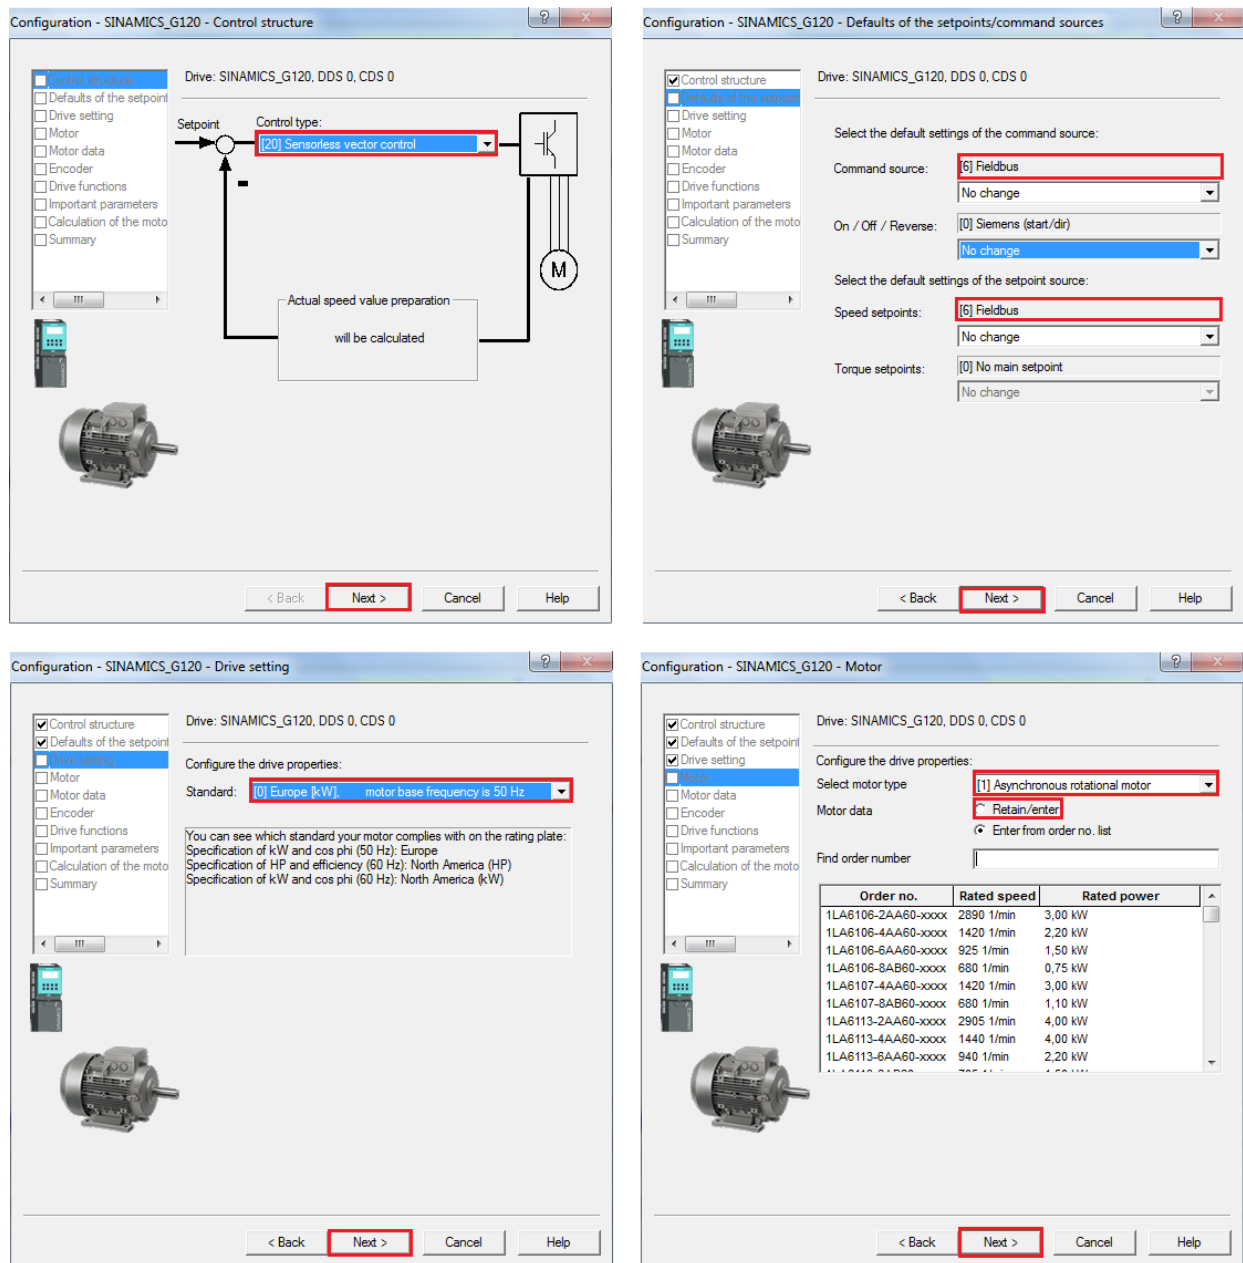 Configuration - SINAMICS_G120 - Control structure
Control structure
Defaults of the setpoint
Drive setting
Motor
Motor data
Encoder
Drive functions
Important parameters
Calculation of the moto
Summary
Drive: SINAMICS_G120, DDS 0, CDS 0
Setpoint
Control type:
[20] Sensorless vector control
M
Actual speed value preparation
will be calculated
< Back
Next >
Cancel
Help
Configuration - SINAMICS_G120 - Defaults of the setpoints/command sources
Control structure
Defaults of the setpoint
Drive setting
Motor
Motor data
Encoder
Drive functions
Important parameters
Calculation of the moto
Summary
Drive: SINAMICS_G120, DDS 0, CDS 0
Select the default settings of the command source:
Command source: [6] Fieldbus
No change
On / Off / Reverse: [0] Siemens (start/dir)
No change
Select the default settings of the setpoint source:
Speed setpoints: [6] Fieldbus
No change
Torque setpoints: [0] No main setpoint
No change
< Back
Next >
Cancel
Help
Configuration - SINAMICS_G120 - Drive setting
Control structure
Defaults of the setpoint
Drive setting
Motor
Motor data
Encoder
Drive functions
Important parameters
Calculation of the moto
Summary
Drive: SINAMICS_G120, DDS 0, CDS 0
Configure the drive properties:
Standard: [0] Europe [kW], motor base frequency is 50 Hz
You can see which standard your motor complies with on the rating plate:
Specification of kW and cos phi (50 Hz): Europe
Specification of HP and efficiency (60 Hz): North America (HP)
Specification of kW and cos phi (60 Hz): North America (kW)
< Back
Next >
Cancel
Help
Configuration - SINAMICS_G120 - Motor
Control structure
Defaults of the setpoint
Drive setting
Motor
Motor data
Encoder
Drive functions
Important parameters
Calculation of the moto
Summary
Drive: SINAMICS_G120, DDS 0, CDS 0
Configure the drive properties:
Select motor type [1] Asynchronous rotational motor
Motor data Retain/enter
Enter from order no. list
Find order number
Order no. Rated speed Rated power
1LA6106-2AA60-xxxx 2890 1/min 3,00 kW
1LA6106-4AA60-xxxx 1420 1/min 2,20 kW
1LA6106-6AA60-xxxx 925 1/min 1,50 kW
1LA6106-8AB60-xxxx 680 1/min 0,75 kW
1LA6107-4AA60-xxxx 1420 1/min 3,00 kW
1LA6107-8AB60-xxxx 680 1/min 1,10 kW
1LA6113-2AA60-xxxx 2905 1/min 4,00 kW
1LA6113-4AA60-xxxx 1440 1/min 4,00 kW
1LA6113-6AA60-xxxx 940 1/min 2,20 kW
< Back
Next >
Cancel
Help